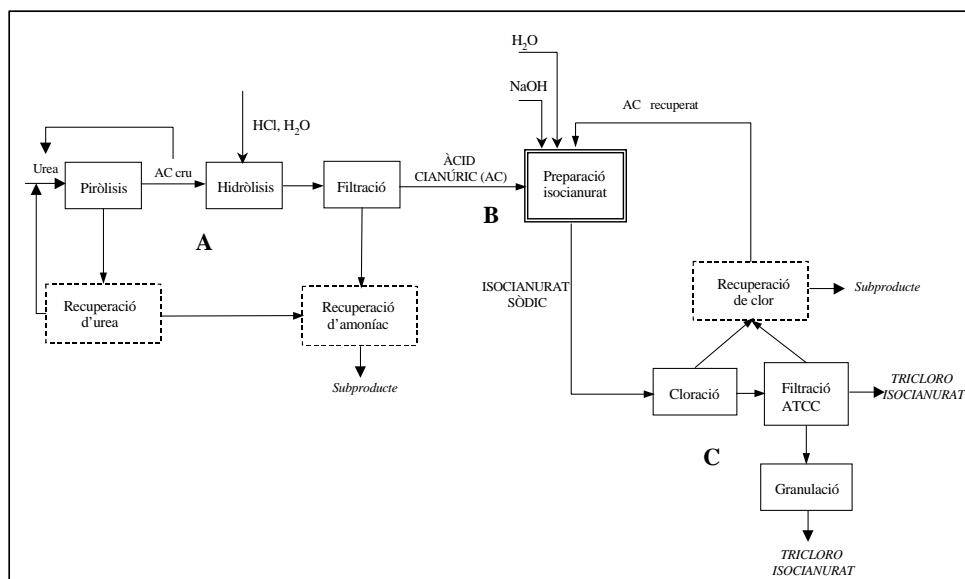 H₂O
NaOH
AC recuperat
HCl, H₂O
Urea
AC cru
ÀCID
CIANÚRIC (AC)
Piròlisis
Hidròlisis
Filtració
Preparació
isocianurat
A
B
Recuperació
d'urea
Recuperació
d'amoníac
Subproducte
ISOCIANURAT
SÒDIC
Recuperació
de clor
Subproducte
Cloració
Filtració
ATCC
TRICLORO
ISOCIANURAT
C
Granulació
TRICLORO
ISOCIANURAT